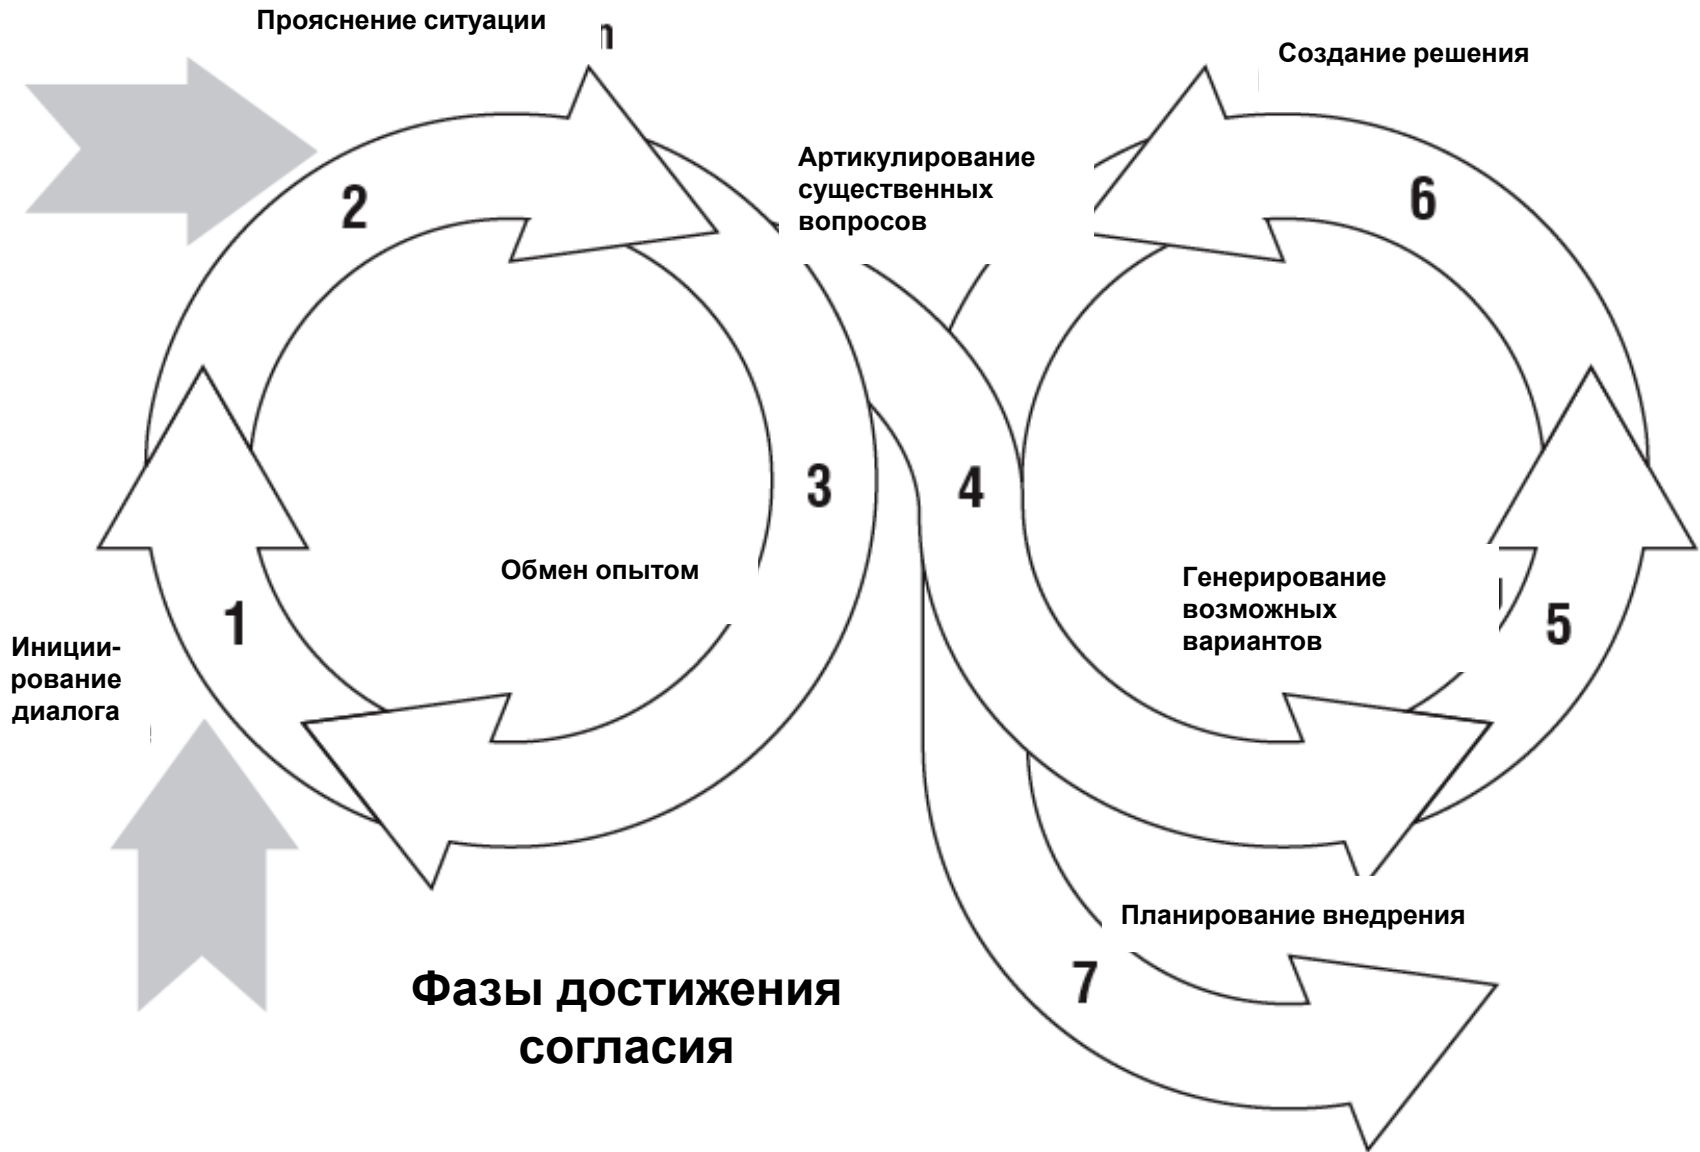 Прояснение ситуации
n
Создание решения
Артикулирование
существенных
вопросов
2
6
3
4
Обмен опытом
Генерирование
возможных
вариантов
1
5
Иниции-
рование
диалога
Планирование внедрения
7
Фазы достижения
согласия